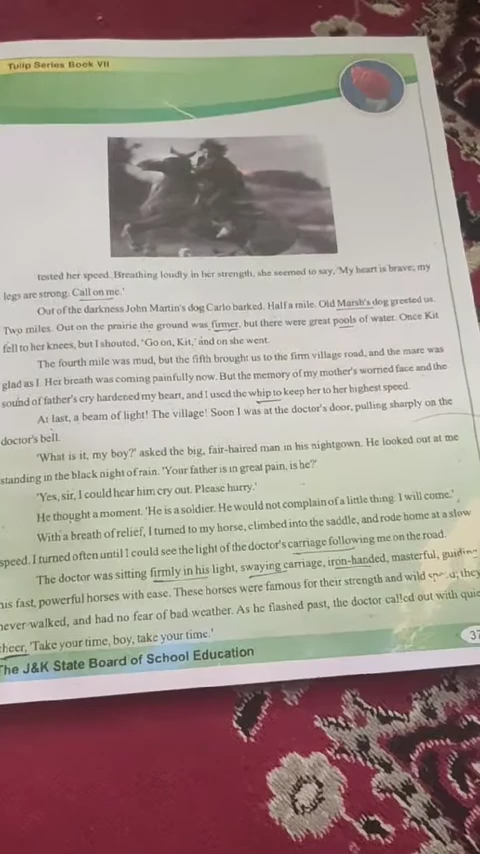 Tulip Series Book VII
tested her speed. Breathing loudly in her strength, she seemed to say, 'My heart is brave; my
legs are strong. Call on me.'
Out of the darkness John Martin's dog Carlo barked. Half a mile. Old Marsh's dog greeted us.
Two miles. Out on the prairie the ground was firmer, but there were great pools of water. Once Kit
fell to her knees, but I shouted, 'Go on, Kit,' and on she went.
The fourth mile was mud, but the fifth brought us to the firm village road, and the mare was
glad as I. Her breath was coming painfully now. But the memory of my mother's worried face and the
sound of father's cry hardened my heart, and I used the whip to keep her to her highest speed.
At last, a beam of light! The village! Soon I was at the doctor's door, pulling sharply on the
doctor's bell.
'What is it, my boy?' asked the big, fair-haired man in his nightgown. He looked out at me
standing in the black night of rain. 'Your father is in great pain, is he?'
'Yes, sir, I could hear him cry out. Please hurry.'
He thought a moment. 'He is a soldier. He would not complain of a little thing. I will come.'
With a breath of relief, I turned to my horse, climbed into the saddle, and rode home at a slow
speed. I turned often until I could see the light of the doctor's carriage following me on the road.
The doctor was sitting firmly in his light, swaying carriage, iron-handed, masterful, guiding
his fast, powerful horses with ease. These horses were famous for their strength and wild they
never walked, and had no fear of bad weather. As he flashed past, the doctor called out with quiet
cheer, 'Take your time, boy, take your time.'
The J&K State Board of School Education
37